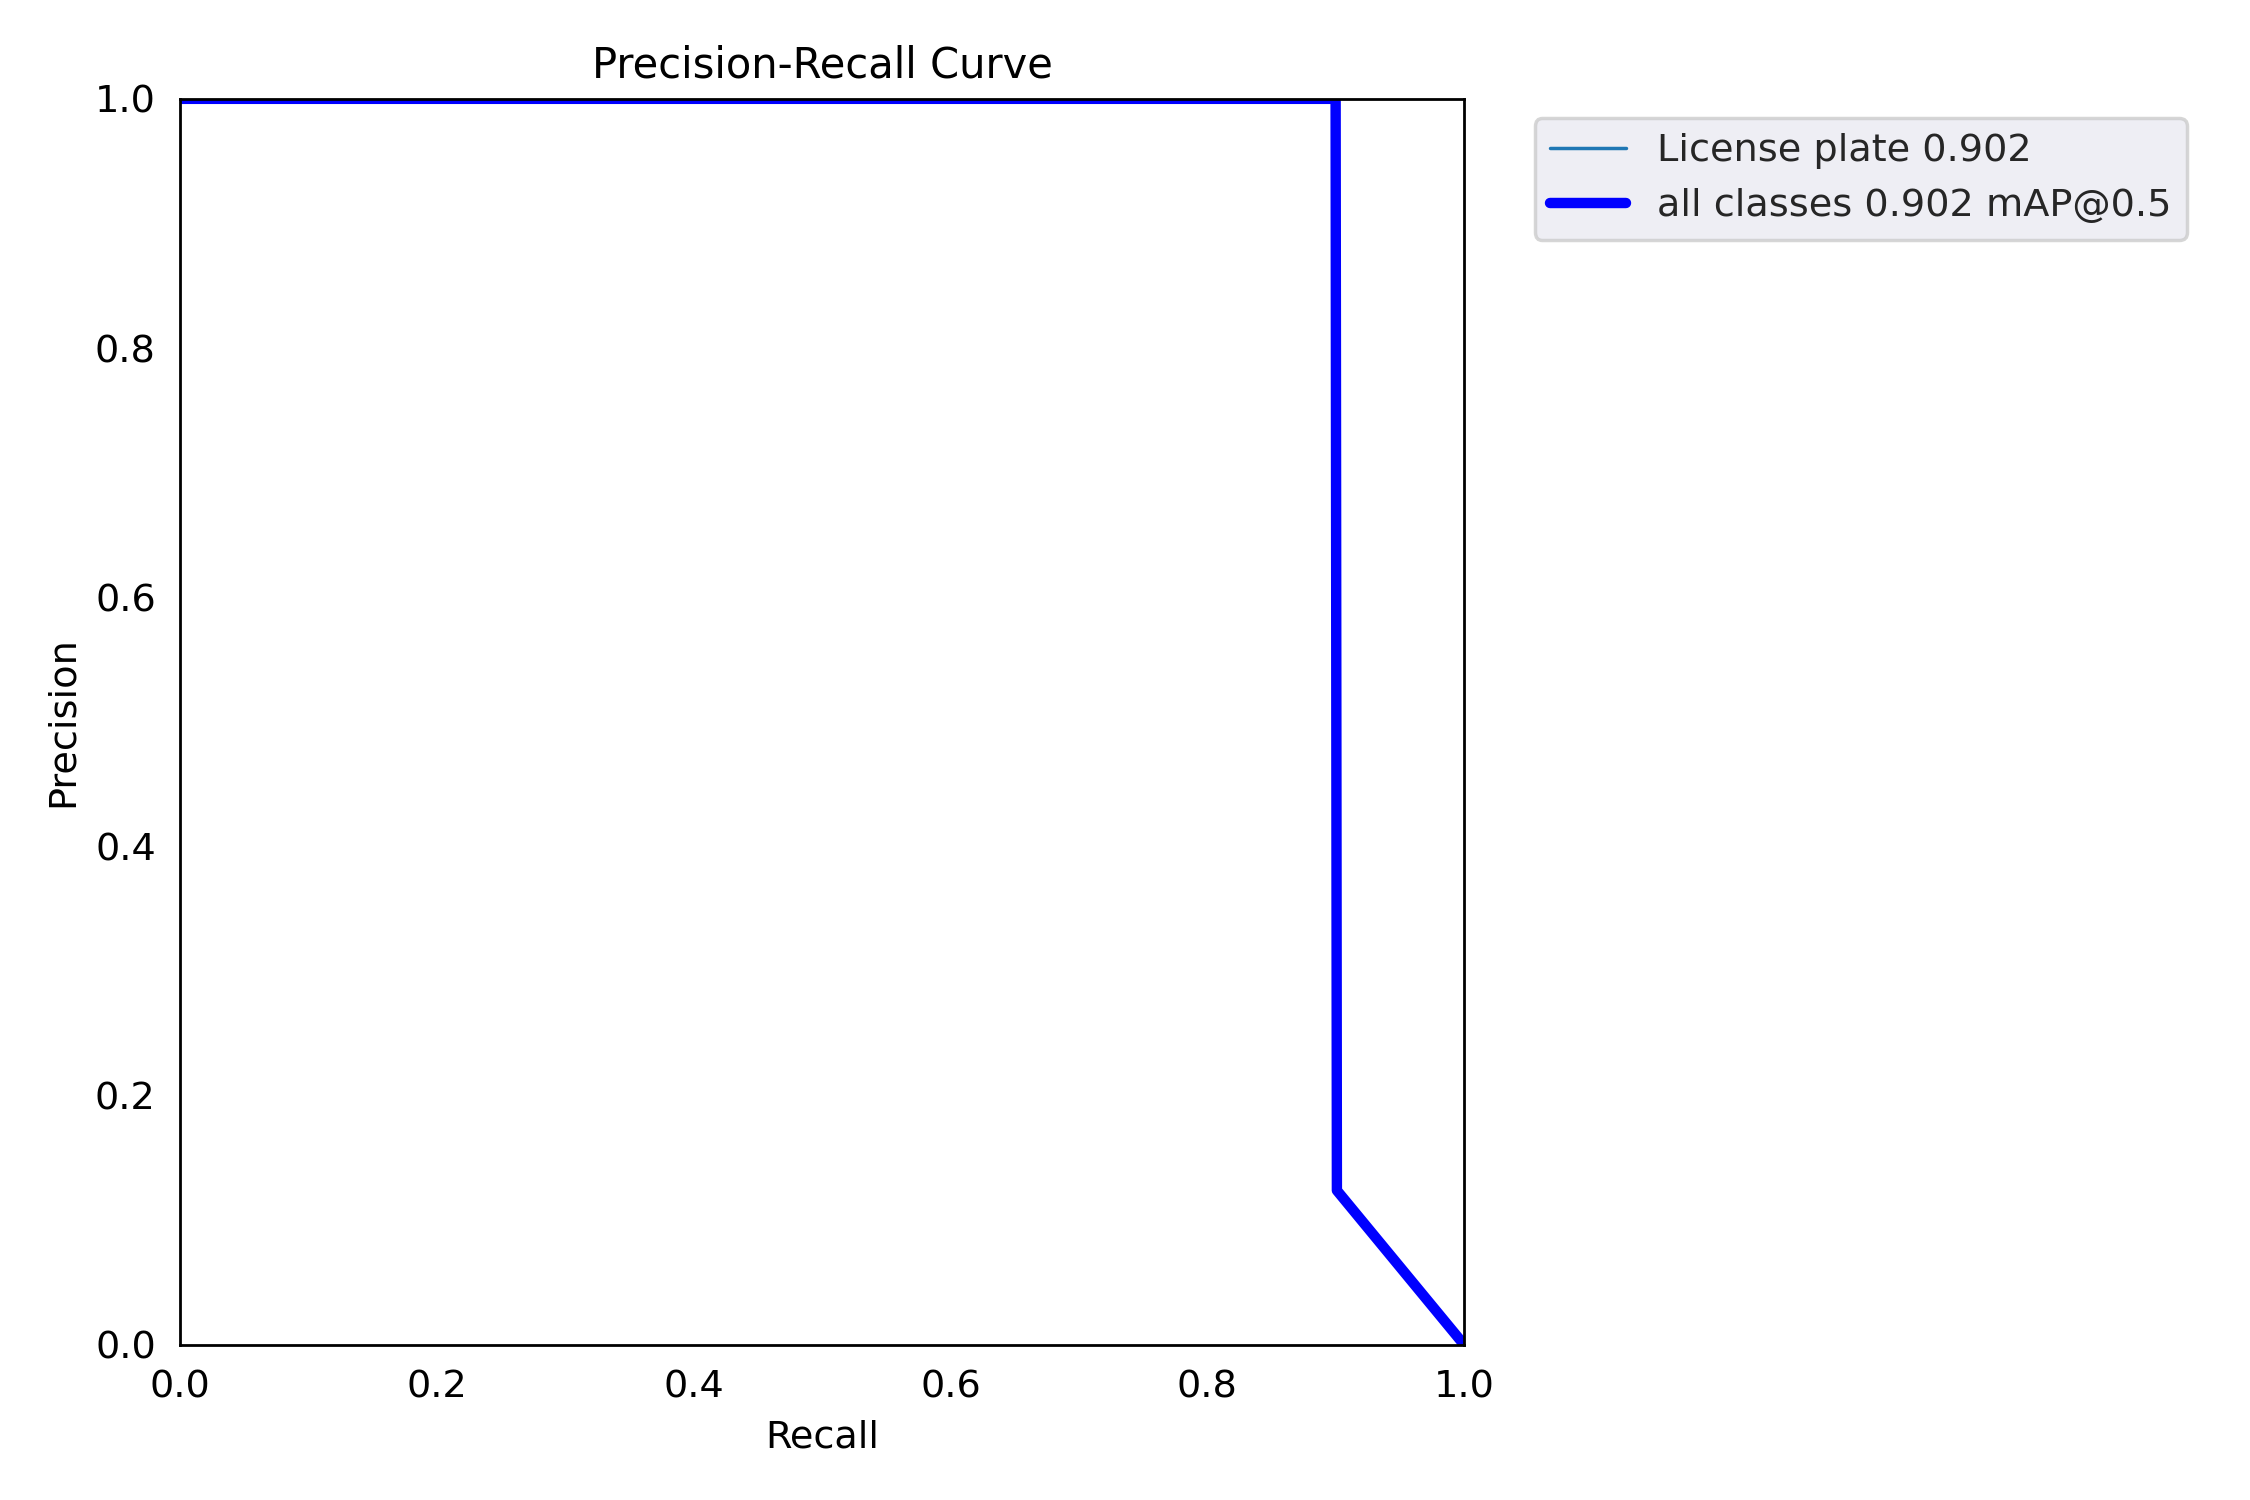 Precision-Recall Curve
1.0
0.8
0.6
0.4
0.2
0.0
Precision
0.0 0.2 0.4 0.6 0.8 1.0
Recall
License plate 0.902
all classes 0.902 mAP@0.5